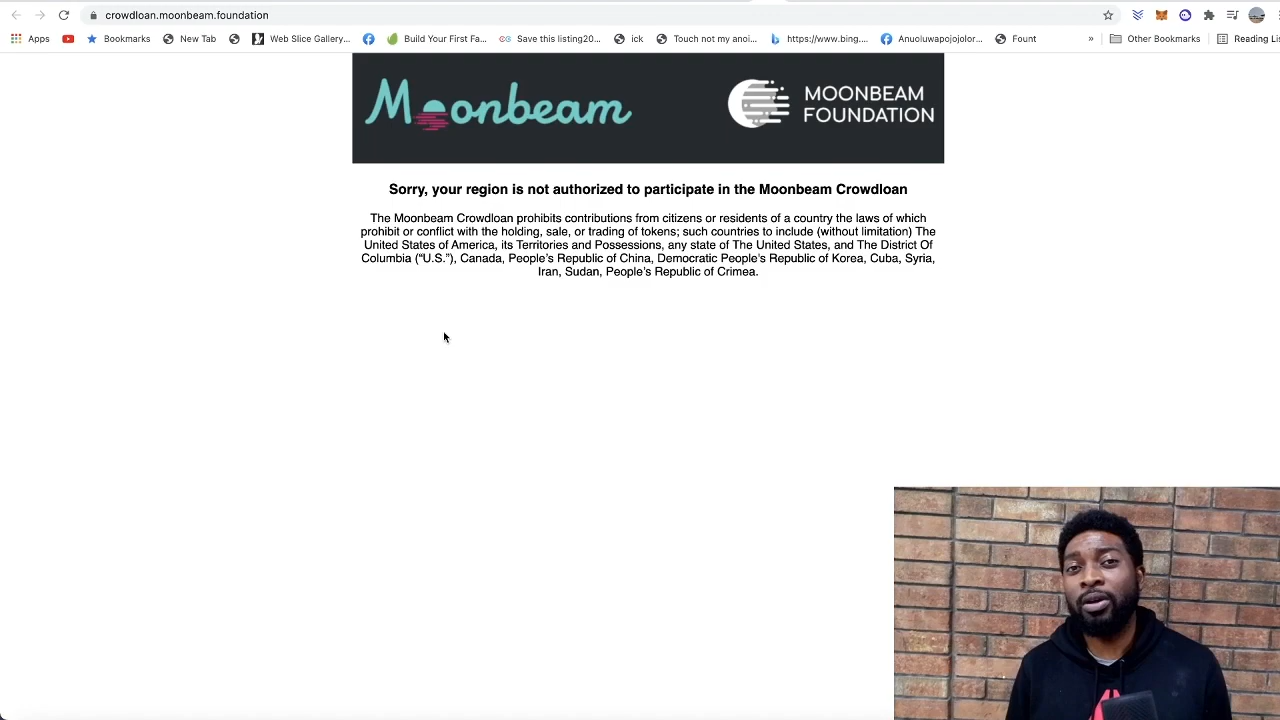 crowdloan.moonbeam.foundation
Apps
Bookmarks
New Tab
Web Slice Gallery...
Build Your First Fa...
Save this listing20...
ick
Touch not my anoi...
https://www.bing....
Anuoluwapojojolor...
Fount
»
Other Bookmarks
Reading Lis
Moonbeam
MOONBEAM
FOUNDATION
Sorry, your region is not authorized to participate in the Moonbeam Crowdloan
The Moonbeam Crowdloan prohibits contributions from citizens or residents of a country the laws of which
prohibit or conflict with the holding, sale, or trading of tokens; such countries to include (without limitation) The
United States of America, its Territories and Possessions, any state of The United States, and The District Of
Columbia (“U.S.”), Canada, People’s Republic of China, Democratic People’s Republic of Korea, Cuba, Syria,
Iran, Sudan, People’s Republic of Crimea.